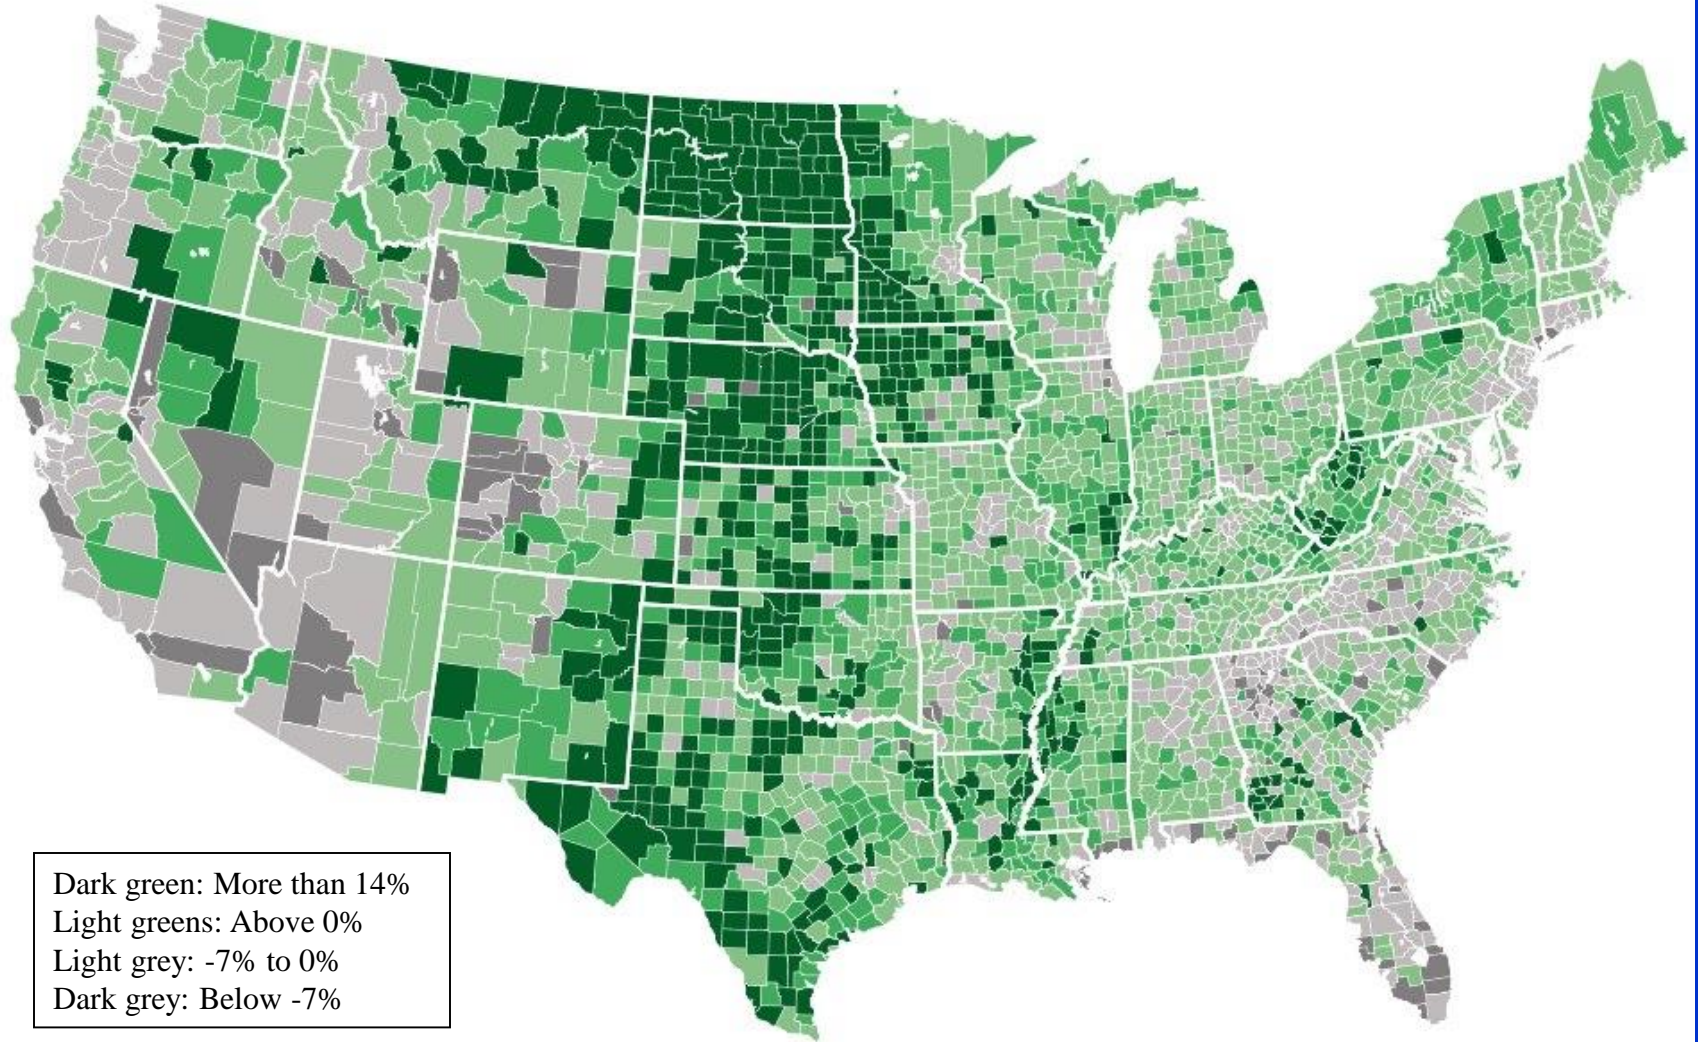 Dark green: More than 14%
Light greens: Above 0%
Light grey: -7% to 0%
Dark grey: Below -7%